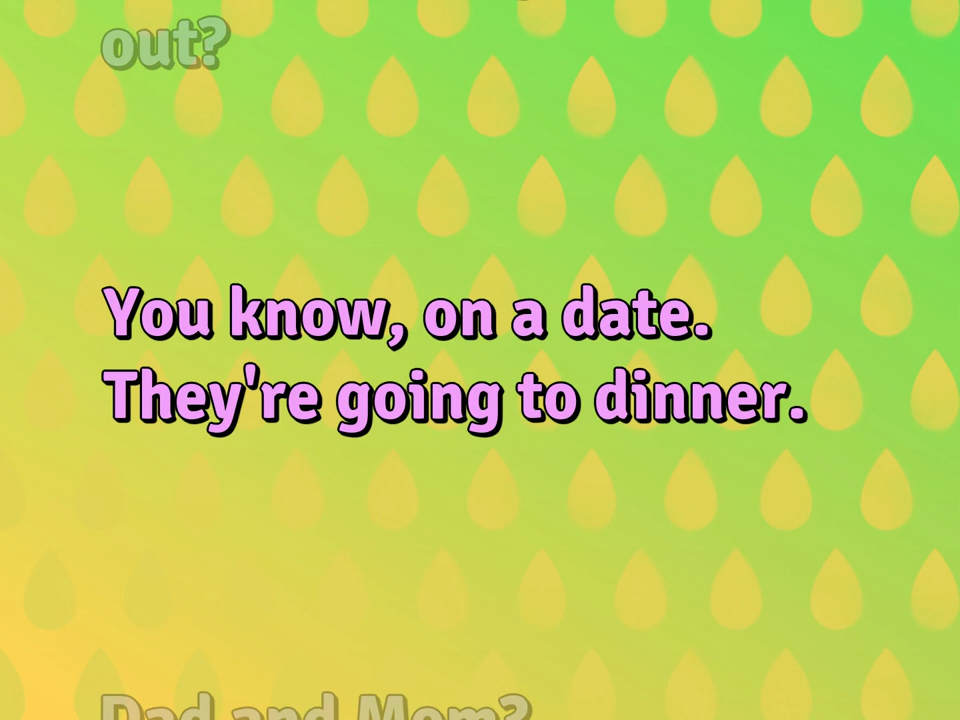 out?
You know, on a date.
They're going to dinner.
Dad and Mom?